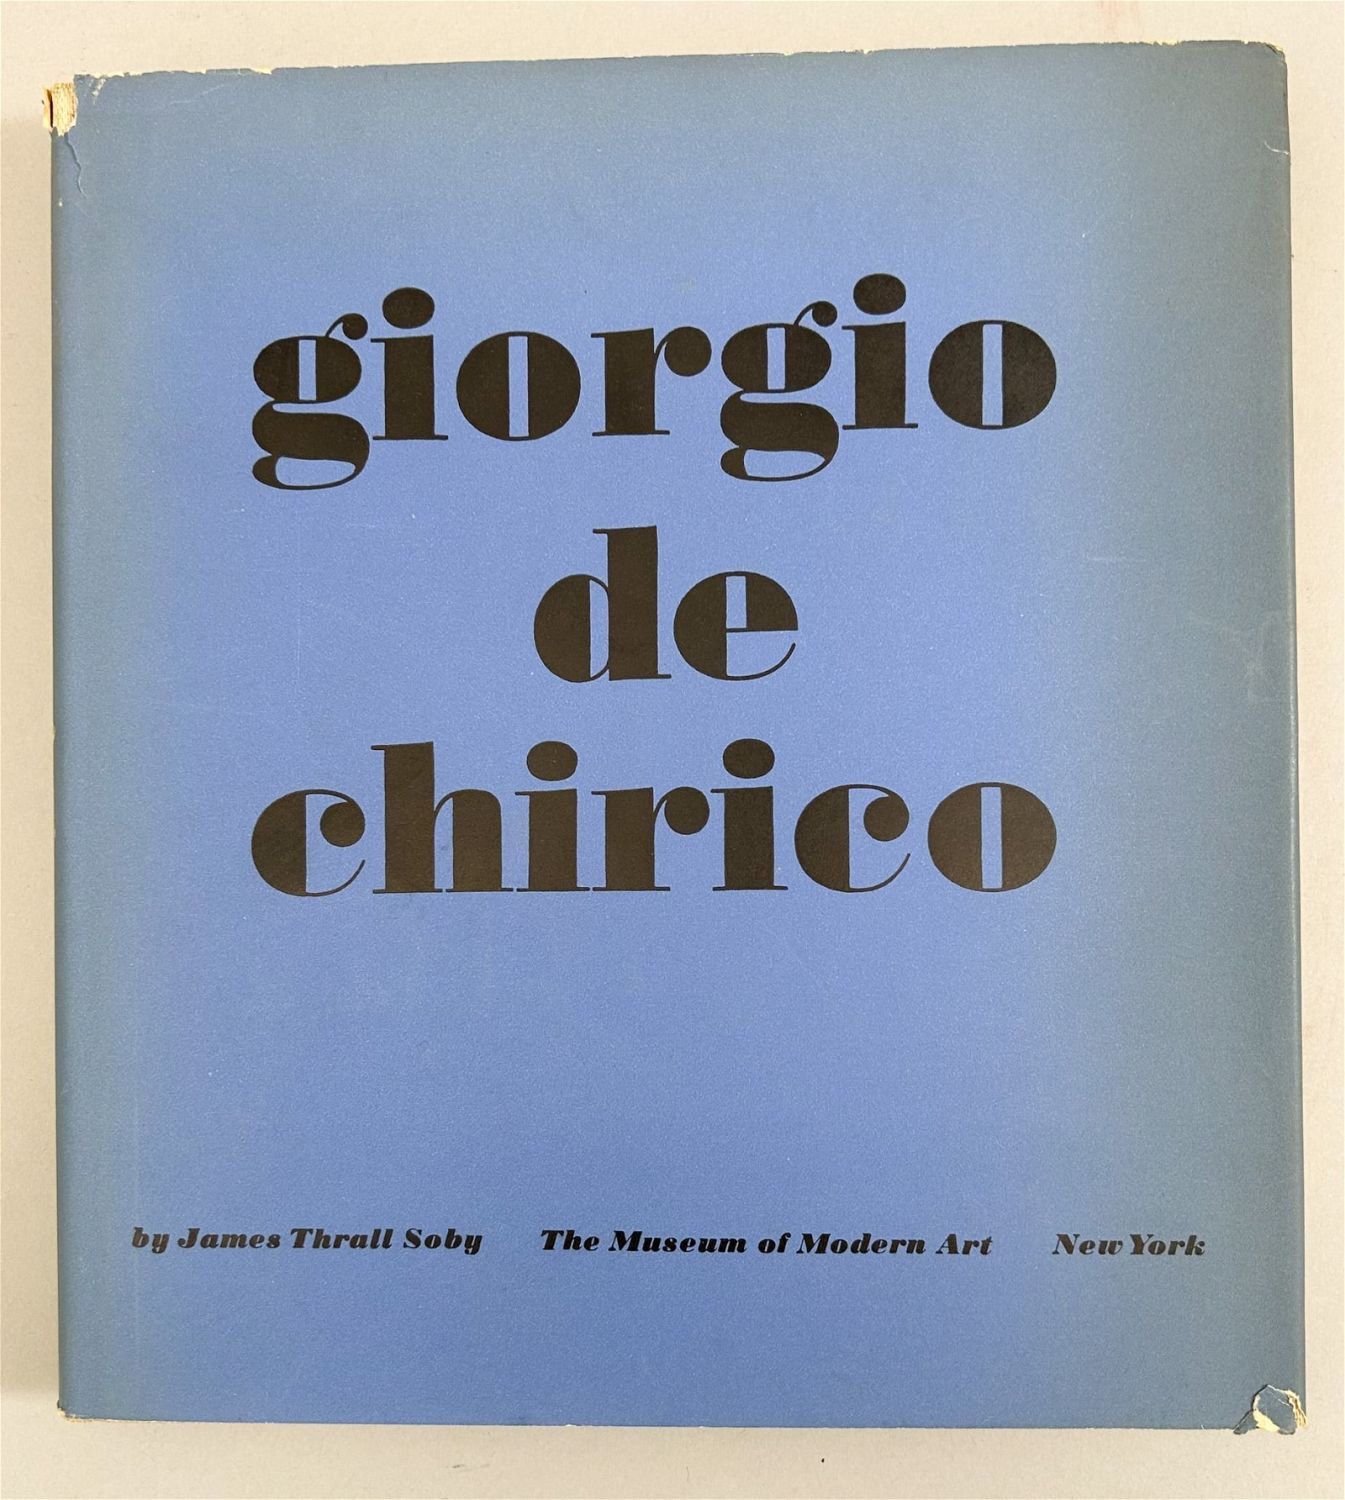 giorgio
de
chirico
by James Thrall Soby The Museum of Modern Art New York